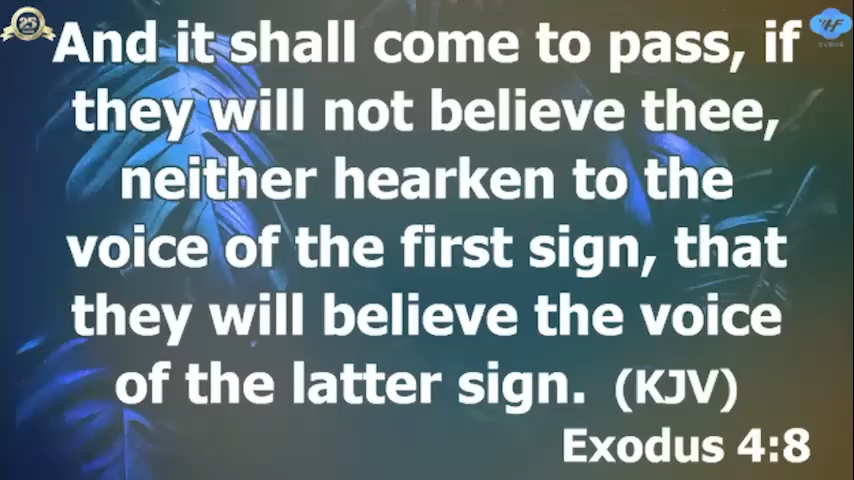 And it shall come to pass, if
they will not believe thee,
neither hearken to the
voice of the first sign, that
they will believe the voice
of the latter sign. (KJV)
Exodus 4:8
25